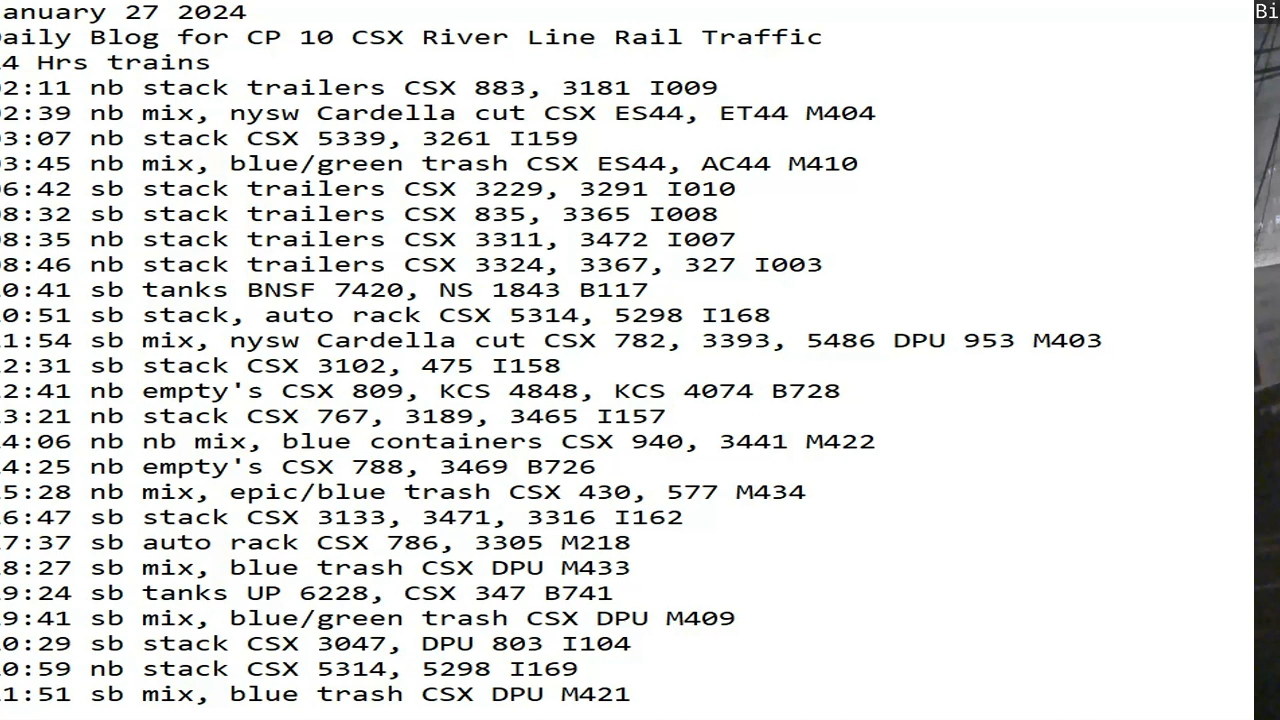 anuary 27 2024
aily Blog for CP 10 CSX River Line Rail Traffic
4 Hrs trains
2:11 nb stack trailers CSX 883, 3181 I009
2:39 nb mix, nysw Cardella cut CSX ES44, ET44 M404
3:07 nb stack CSX 5339, 3261 I159
3:45 nb mix, blue/green trash CSX ES44, AC44 M410
6:42 sb stack trailers CSX 3229, 3291 I010
8:32 sb stack trailers CSX 835, 3365 I008
8:35 nb stack trailers CSX 3311, 3472 I007
8:46 nb stack trailers CSX 3324, 3367, 327 I003
0:41 sb tanks BNSF 7420, NS 1843 B117
0:51 sb stack, auto rack CSX 5314, 5298 I168
1:54 sb mix, nysw Cardella cut CSX 782, 3393, 5486 DPU 953 M403
2:31 sb stack CSX 3102, 475 I158
2:41 nb empty's CSX 809, KCS 4848, KCS 4074 B728
3:21 nb stack CSX 767, 3189, 3465 I157
4:06 nb nb mix, blue containers CSX 940, 3441 M422
4:25 nb empty's CSX 788, 3469 B726
5:28 nb mix, epic/blue trash CSX 430, 577 M434
6:47 sb stack CSX 3133, 3471, 3316 I162
7:37 sb auto rack CSX 786, 3305 M218
8:27 sb mix, blue trash CSX DPU M433
9:24 sb tanks UP 6228, CSX 347 B741
9:41 sb mix, blue/green trash CSX DPU M409
0:29 sb stack CSX 3047, DPU 803 I104
0:59 nb stack CSX 5314, 5298 I169
1:51 sb mix, blue trash CSX DPU M421
Bi